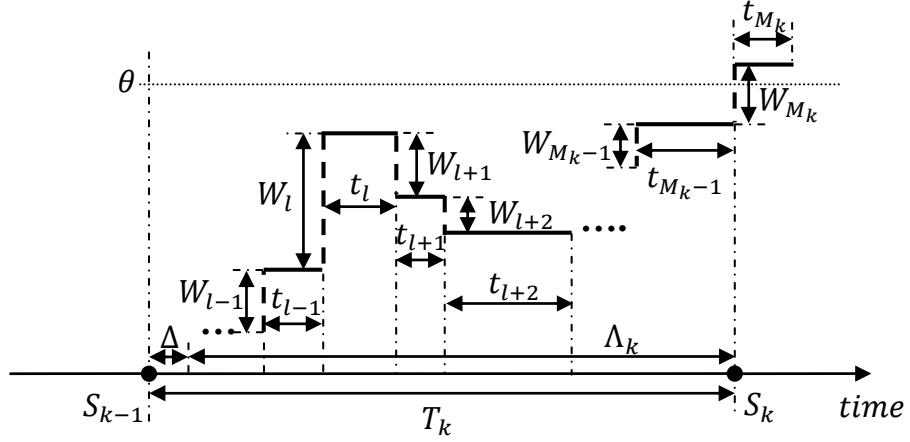 t_{M_k}
θ
W_{M_k}
W_{M_k-1}
W_{l+1}
W_l
t_l
t_{M_k-1}
W_{l+2}
t_{l+1}
W_{l-1}
t_{l-1}
t_{l+2}
Δ
Λ_k
S_{k-1}
T_k
S_k
time